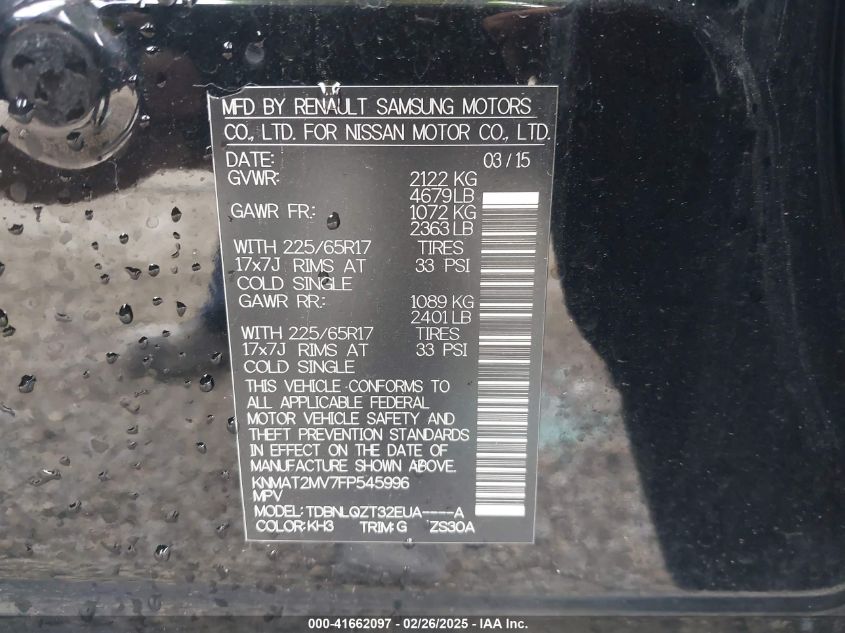 MFD BY RENAULT SAMSUNG MOTORS
CO., LTD. FOR NISSAN MOTOR CO., LTD.
DATE: 03/15
GVWR: 2122 KG
4679LB
GAWR FR.: 1072 KG
2363 LB
WITH 225/65R17 TIRES
17x7J RIMS AT 33 PSI
COLD SINGLE
GAWR RR.: 1089 KG
2401LB
WITH 225/65R17 TIRES
17x7J RIMS AT 33 PSI
COLD SINGLE
THIS VEHICLE CONFORMS TO
ALL APPLICABLE FEDERAL
MOTOR VEHICLE SAFETY AND
THEFT PREVENTION STANDARDS
IN EFFECT ON THE DATE OF
MANUFACTURE SHOWN ABOVE.
KNMAT2MV7FP545996
MPV
MODEL: TDBNLQZT32EUA----A
COLOR: KH3 TRIM: G ZS30A
000-41662097 - 02/26/2025 - IAA Inc.